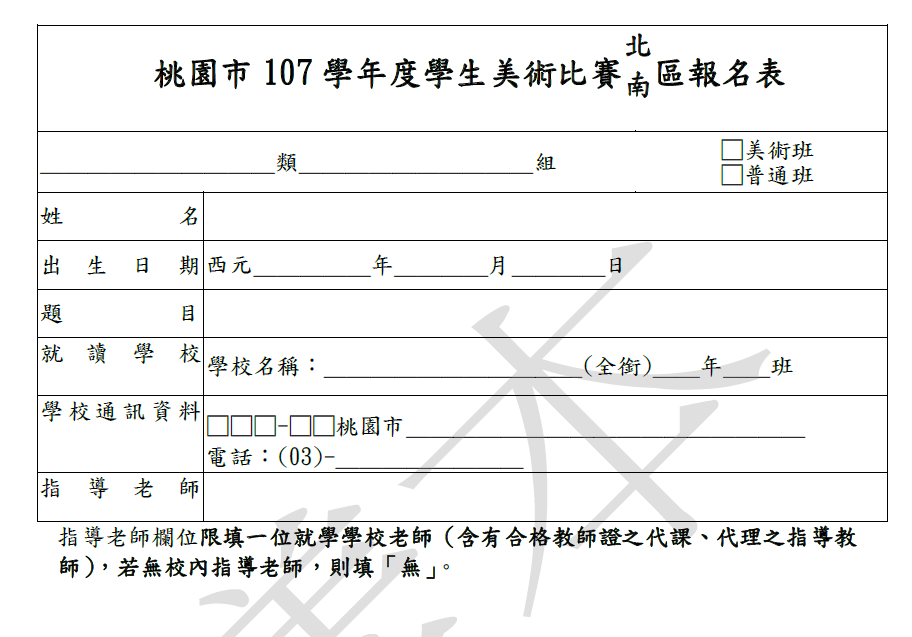 桃園市 107 學年度學生美術比賽北南區報名表
____________________類____________________組
□美術班
□普通班
姓名
出生日期 西元__________年________月________日
題目
就讀學校 學校名稱：______________________(全銜)____年____班
學校通訊資料 □□□-□□桃園市__________________________________
電話：(03)-________________
指導老師
指導老師欄位限填一位就學學校老師（含有合格教師證之代課、代理之指導教
師），若無校內指導老師，則填「無」。